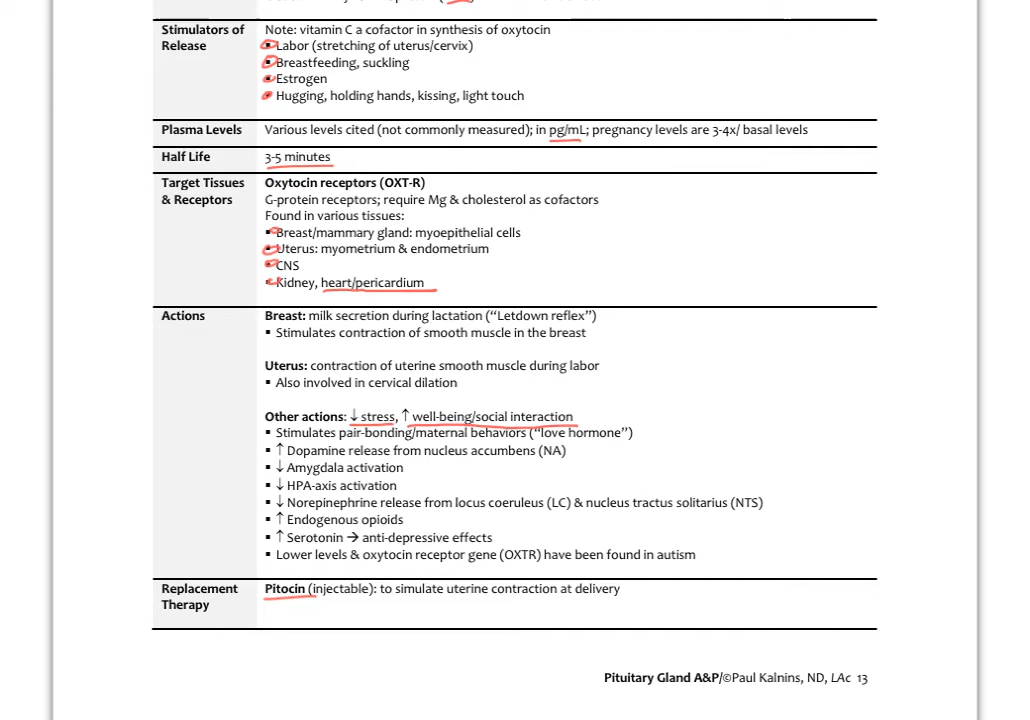 Stimulators of Release
Note: vitamin C a cofactor in synthesis of oxytocin
▪ Labor (stretching of uterus/cervix)
▪ Breastfeeding, suckling
▪ Estrogen
▪ Hugging, holding hands, kissing, light touch
Plasma Levels
Various levels cited (not commonly measured); in pg/mL; pregnancy levels are 3-4x/ basal levels
Half Life
3-5 minutes
Target Tissues & Receptors
Oxytocin receptors (OXT-R)
G-protein receptors; require Mg & cholesterol as cofactors
Found in various tissues:
▪ Breast/mammary gland: myoepithelial cells
▪ Uterus: myometrium & endometrium
▪ CNS
▪ Kidney, heart/pericardium
Actions
Breast: milk secretion during lactation (“Letdown reflex”)
▪ Stimulates contraction of smooth muscle in the breast
Uterus: contraction of uterine smooth muscle during labor
▪ Also involved in cervical dilation
Other actions: ↓ stress, ↑ well-being/social interaction
▪ Stimulates pair-bonding/maternal behaviors (“love hormone”)
▪ ↑ Dopamine release from nucleus accumbens (NA)
▪ ↓ Amygdala activation
▪ ↓ HPA-axis activation
▪ ↓ Norepinephrine release from locus coeruleus (LC) & nucleus tractus solitarius (NTS)
▪ ↑ Endogenous opioids
▪ ↑ Serotonin → anti-depressive effects
▪ Lower levels & oxytocin receptor gene (OXTR) have been found in autism
Replacement Therapy
Pitocin (injectable): to simulate uterine contraction at delivery
Pituitary Gland A&P/©Paul Kalnins, ND, LAc 13